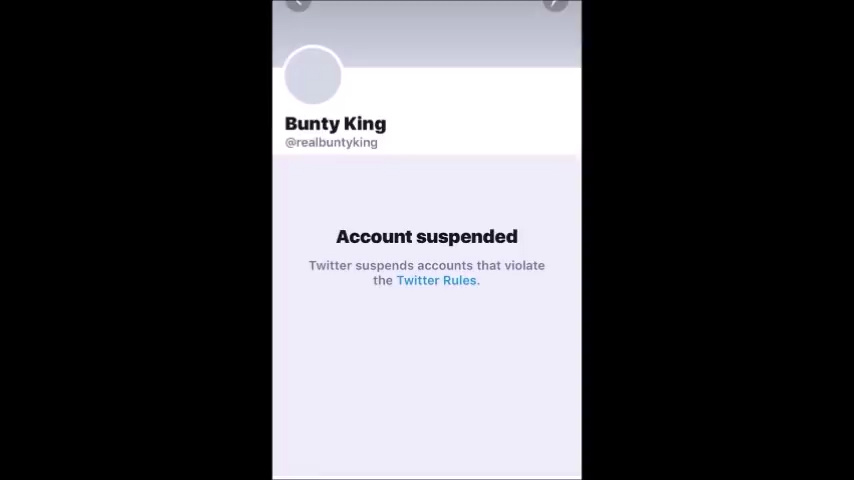 Bunty King
@realbuntyking
Account suspended
Twitter suspends accounts that violate
the Twitter Rules.